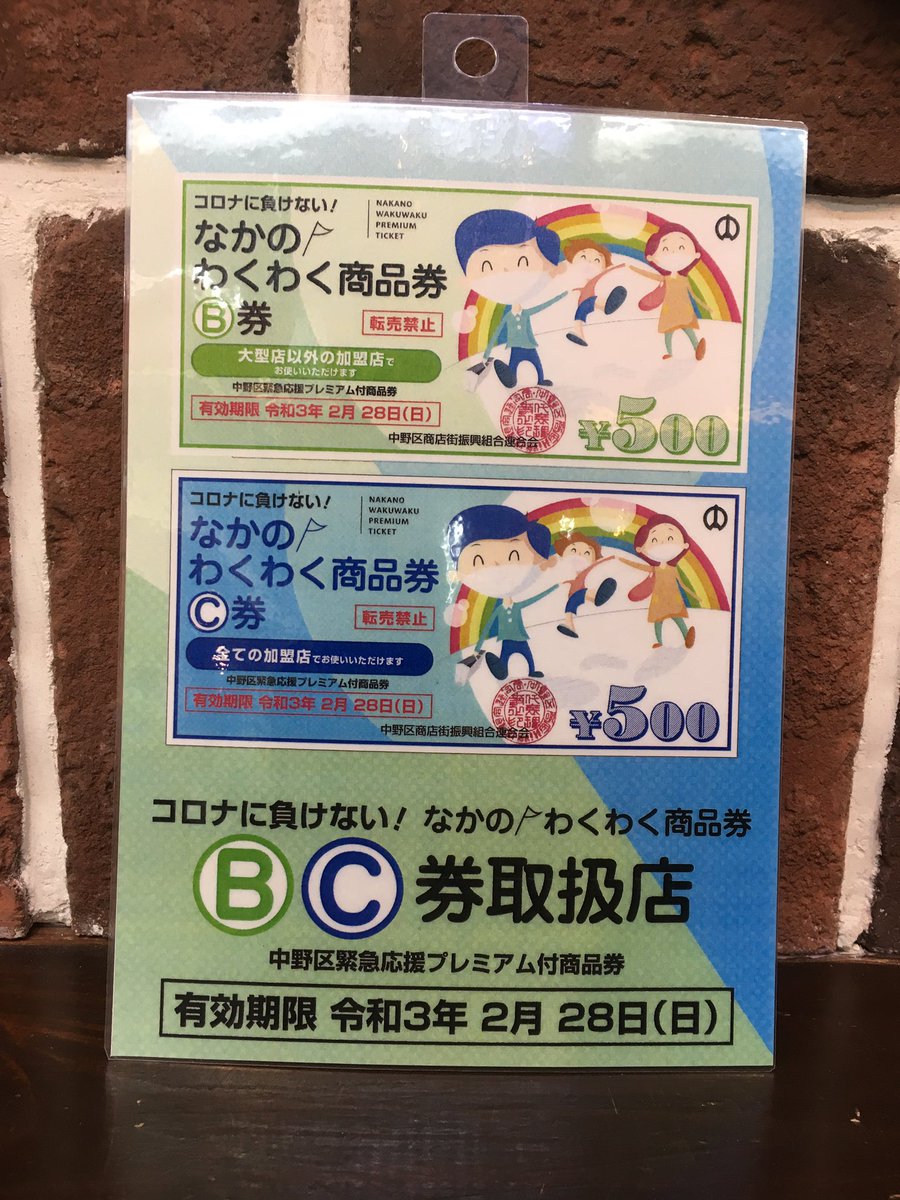 コロナに負けない!
NAKANO
WAKUWAKU
PREMIUM
TICKET
なかの
わくわく商品券
Ⓑ券
転売禁止
大型店以外の加盟店で
お使いいただけます
中野区緊急応援プレミアム付商品券
有効期限 令和3年 2月 28日(日)
中野区商店街振興組合連合会
¥500
コロナに負けない!
NAKANO
WAKUWAKU
PREMIUM
TICKET
なかの
わくわく商品券
Ⓒ券
転売禁止
全ての加盟店でお使いいただけます
中野区緊急応援プレミアム付商品券
有効期限 令和3年 2月 28日(日)
中野区商店街振興組合連合会
¥500
コロナに負けない! なかのわくわく商品券
ⒷⒸ券取扱店
中野区緊急応援プレミアム付商品券
有効期限 令和3年 2月 28日(日)